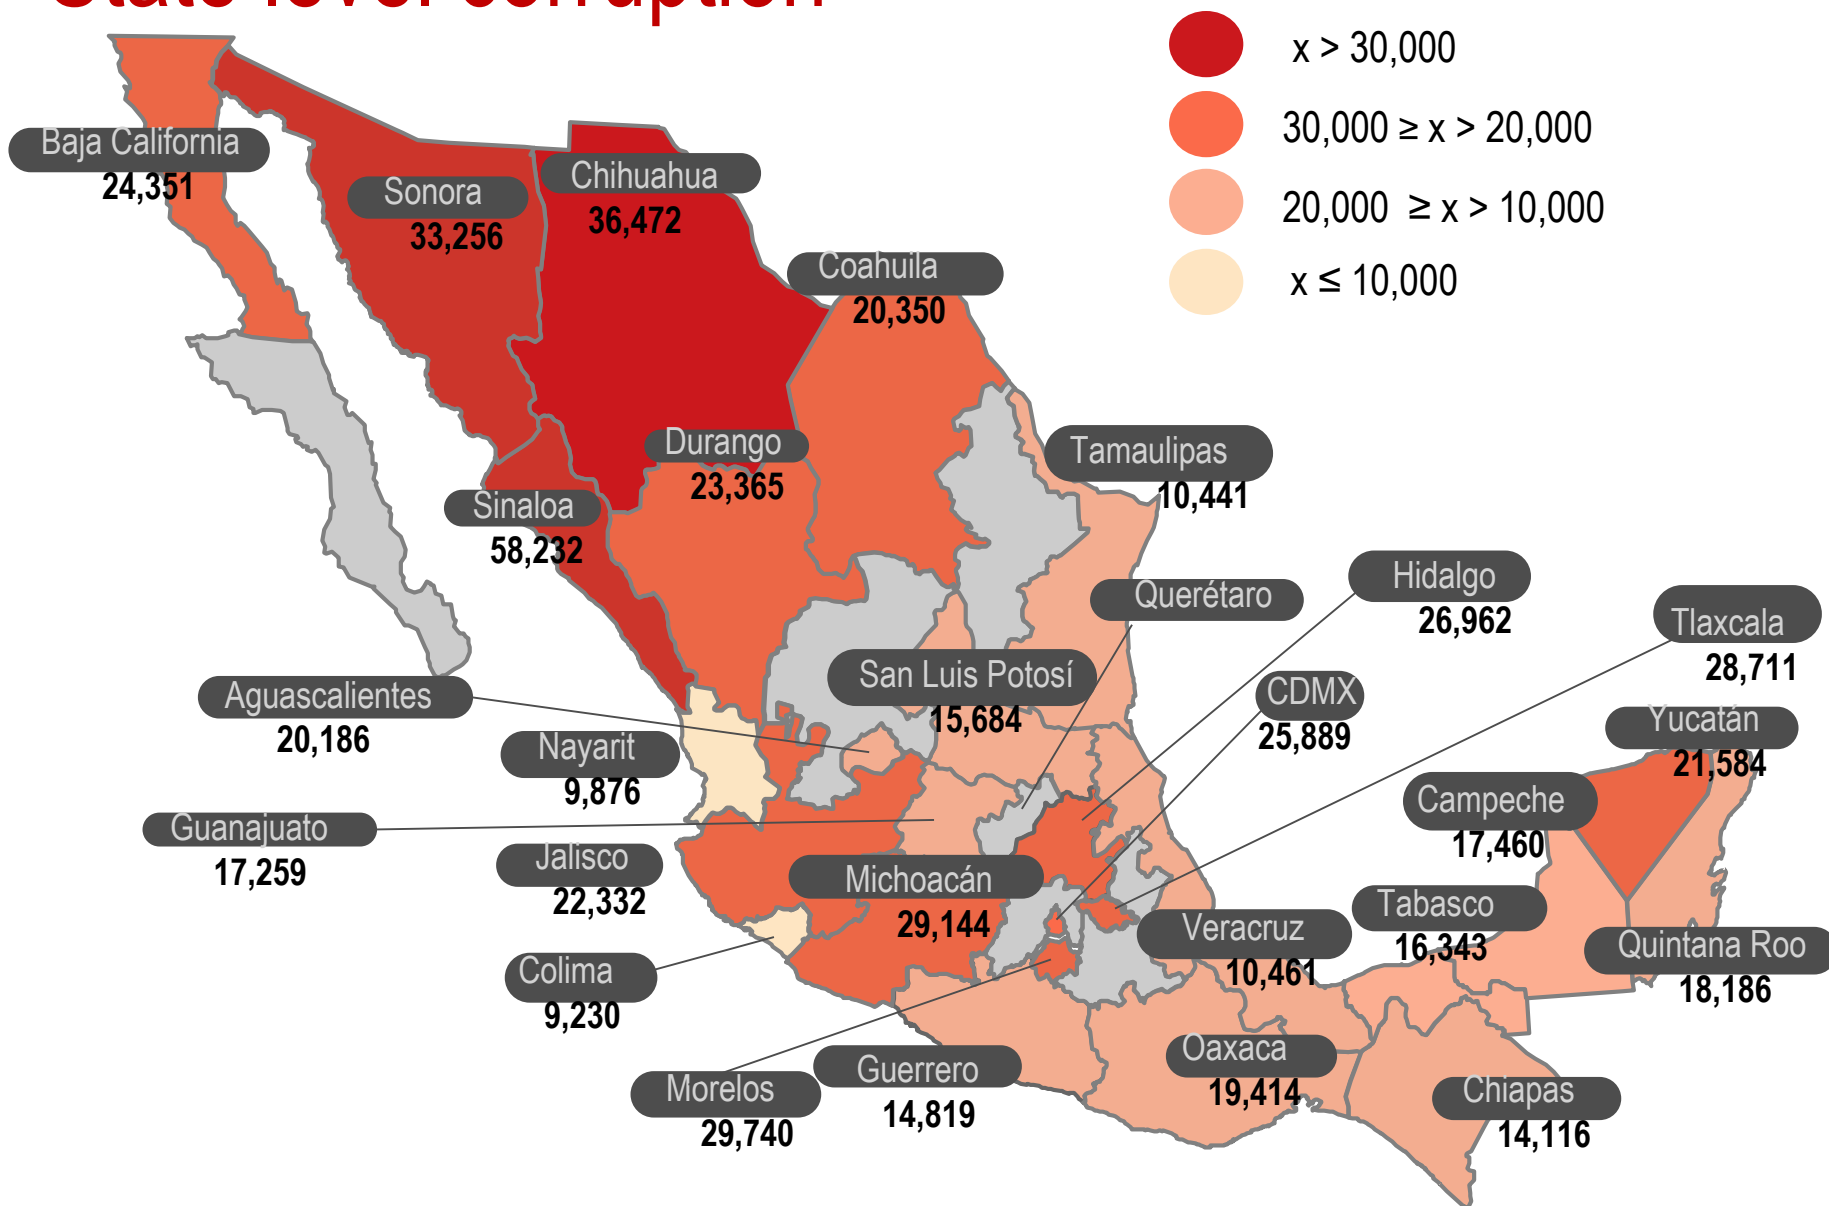 State level corruption
x > 30,000
30,000 ≥ x > 20,000
20,000 ≥ x > 10,000
x ≤ 10,000
Baja California
24,351
Sonora
33,256
Chihuahua
36,472
Coahuila
20,350
Durango
23,365
Tamaulipas
10,441
Sinaloa
58,232
Hidalgo
26,962
Querétaro
Tlaxcala
28,711
San Luis Potosí
15,684
CDMX
25,889
Aguascalientes
20,186
Yucatán
21,584
Nayarit
9,876
Campeche
17,460
Guanajuato
17,259
Jalisco
22,332
Michoacán
29,144
Tabasco
16,343
Veracruz
10,461
Quintana Roo
18,186
Colima
9,230
Oaxaca
19,414
Guerrero
14,819
Morelos
29,740
Chiapas
14,116